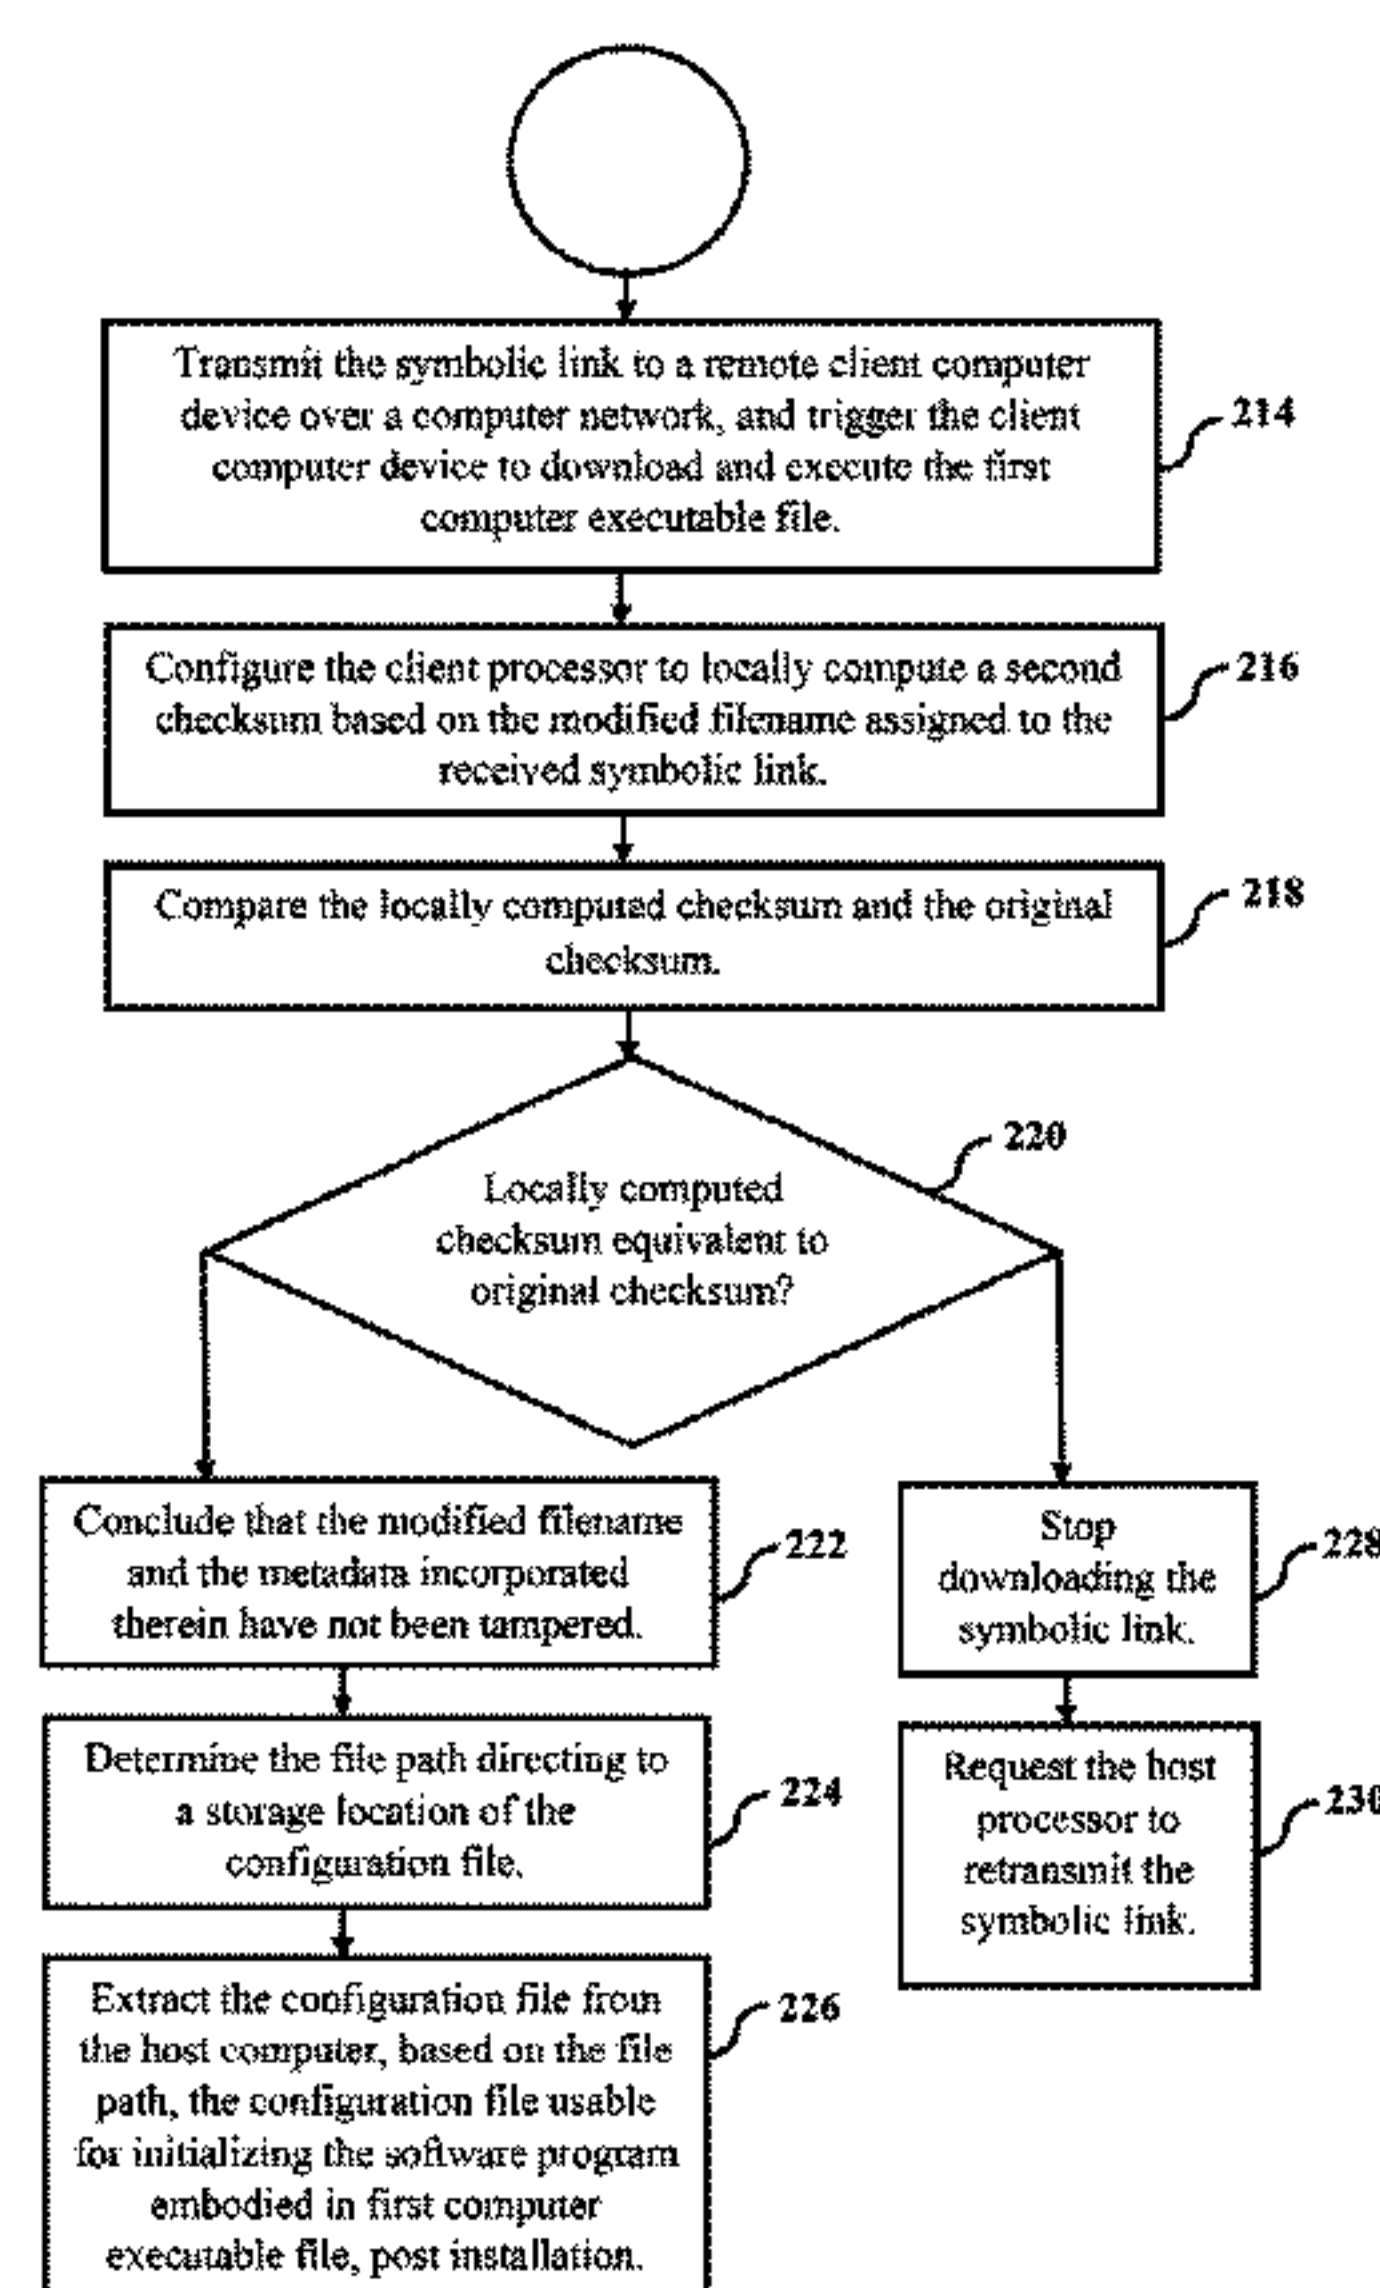 Transmit the symbolic link to a remote client computer
device over a computer network, and trigger the client
computer device to download and execute the first
computer executable file.
214
Configure the client processor to locally compute a second
checksum based on the modified filename assigned to the
received symbolic link.
216
Compare the locally computed checksum and the original
checksum.
218
220
Locally computed
checksum equivalent to
original checksum?
Conclude that the modified filename
and the metadata incorporated
therein have not been tampered.
222
Stop
downloading the
symbolic link.
228
Determine the file path directing to
a storage location of the
configuration file.
224
Request the host
processor to
retransmit the
symbolic link.
230
Extract the configuration file from
the host computer, based on the file
path, the configuration file usable
for initializing the software program
embodied in first computer
executable file, post installation.
226